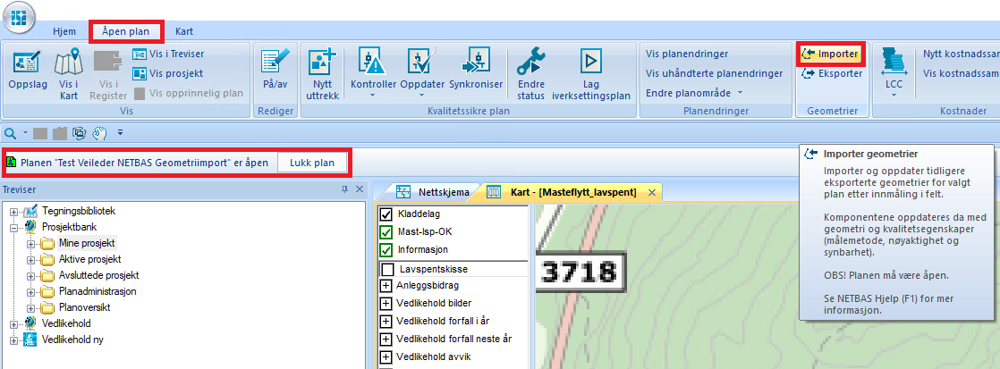 Hjem Åpen plan Kart
Oppslag
Vis i
Kart
Vis i
Register
Vis i Treviser
Vis prosjekt
Vis opprinnelig plan
Vis
På/av
Rediger
Nytt
uttrekk
Kontroller
Oppdater
Synkroniser
Endre
status
Lag
iverksettingsplan
Kvalitetssikre plan
Vis planendringer
Vis uhåndterte planendringer
Endre planområde
Planendringer
Importer
Eksporter
Geometrier
LCC
Nytt kostnadssam
Vis kostnadssam
Kostnader
Planen "Test Veileder NETBAS Geometriimport" er åpen Lukk plan
Treviser
Tegningsbibliotek
Prosjektbank
Mine prosjekt
Aktive prosjekt
Avsluttede prosjekt
Planadministrasjon
Planoversikt
Vedlikehold
Vedlikehold ny
Nettskjema Kart - [Masteflytt_lavspent]
Kladdelag
Mast-lsp-OK
Informasjon
Lavspentskisse
Anleggsbidrag
Vedlikehold bilder
Vedlikehold forfall i år
Vedlikehold forfall neste år
Vedlikehold avvik
3718
Importer geometrier
Importer og oppdater tidligere
eksporterte geometrier for valgt
plan etter innmåling i felt.
Komponentene oppdateres da med
geometri og kvalitetsegenskaper
(målemetode, nøyaktighet og
synbarhet).
OBS! Planen må være åpen.
Se NETBAS Hjelp (F1) for mer
informasjon.